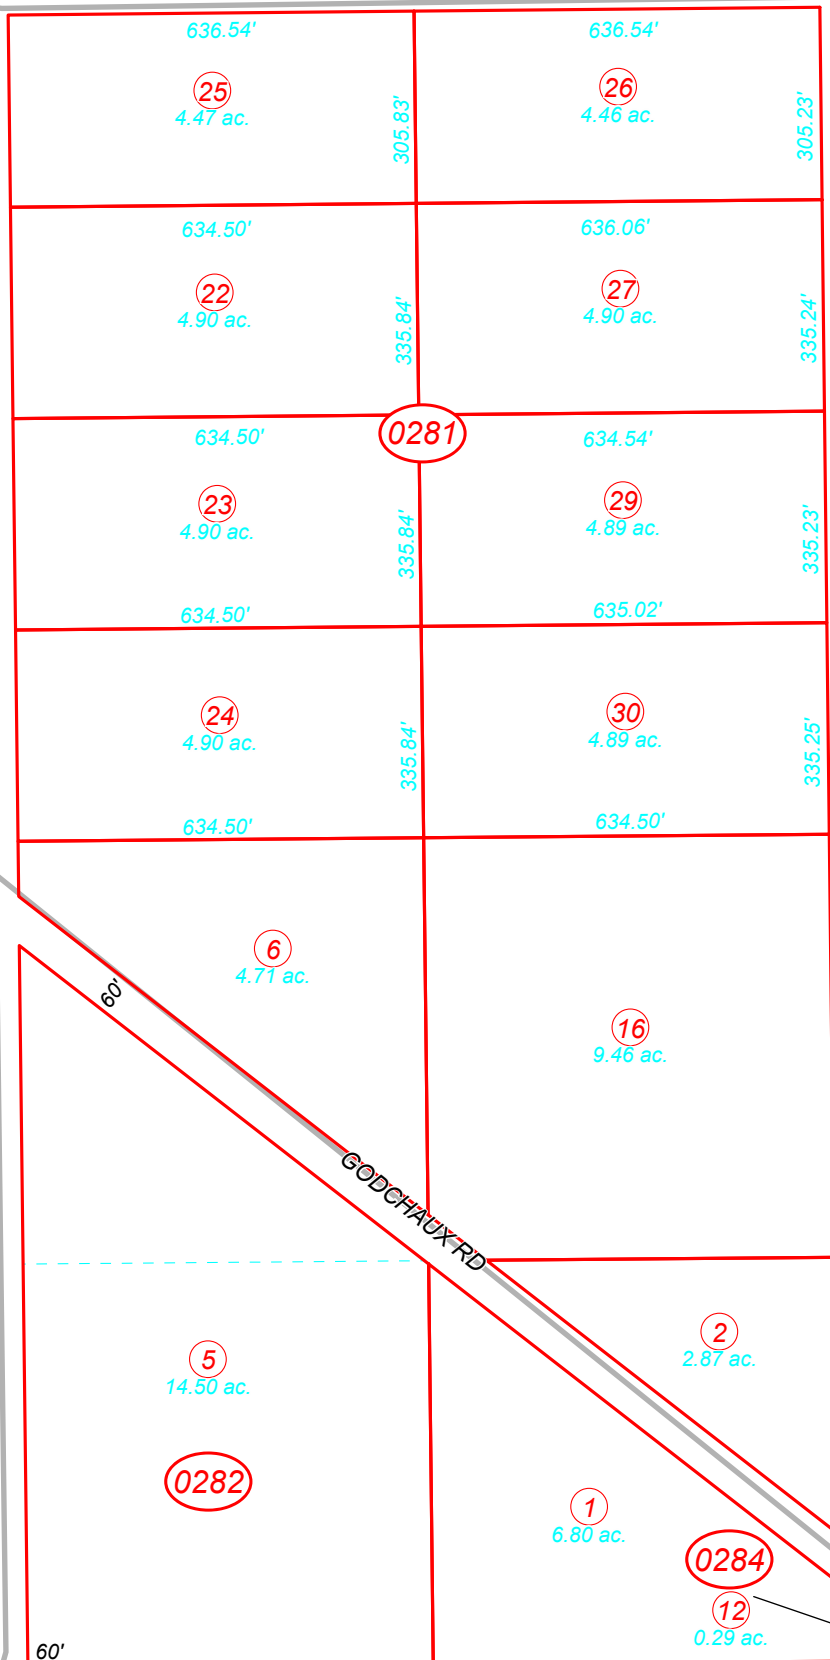 636.54'
636.54'
25
4.47 ac.
305.83'
26
4.46 ac.
305.23'
634.50'
636.06'
22
4.90 ac.
335.84'
27
4.90 ac.
335.24'
0281
634.50'
634.54'
23
4.90 ac.
335.84'
29
4.89 ac.
335.23'
634.50'
635.02'
24
4.90 ac.
335.84'
30
4.89 ac.
335.25'
634.50'
634.50'
6
4.71 ac.
60'
16
9.46 ac.
GODCHAUX RD
2
2.87 ac.
5
14.50 ac.
0282
1
6.80 ac.
0284
12
0.29 ac.
60'